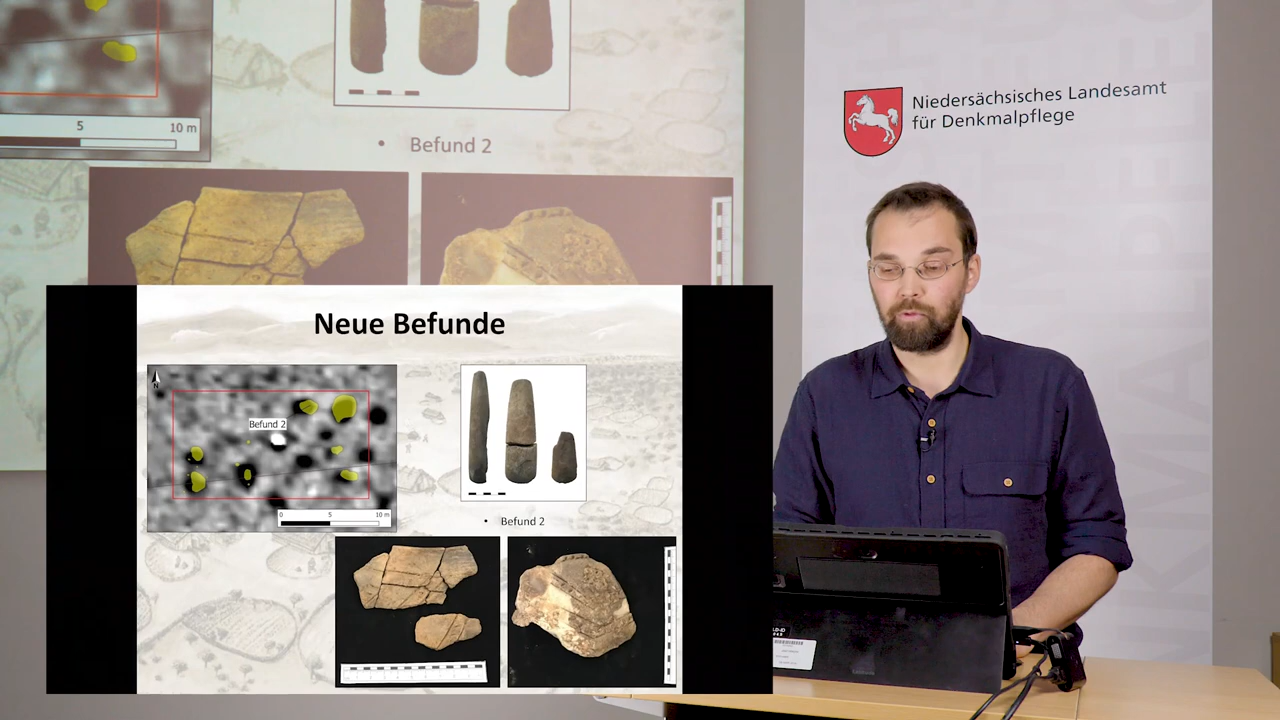 5
10 m
• Befund 2
Niedersächsisches Landesamt
für Denkmalpflege
Neue Befunde
N
Befund 2
0
5
10 m
• Befund 2